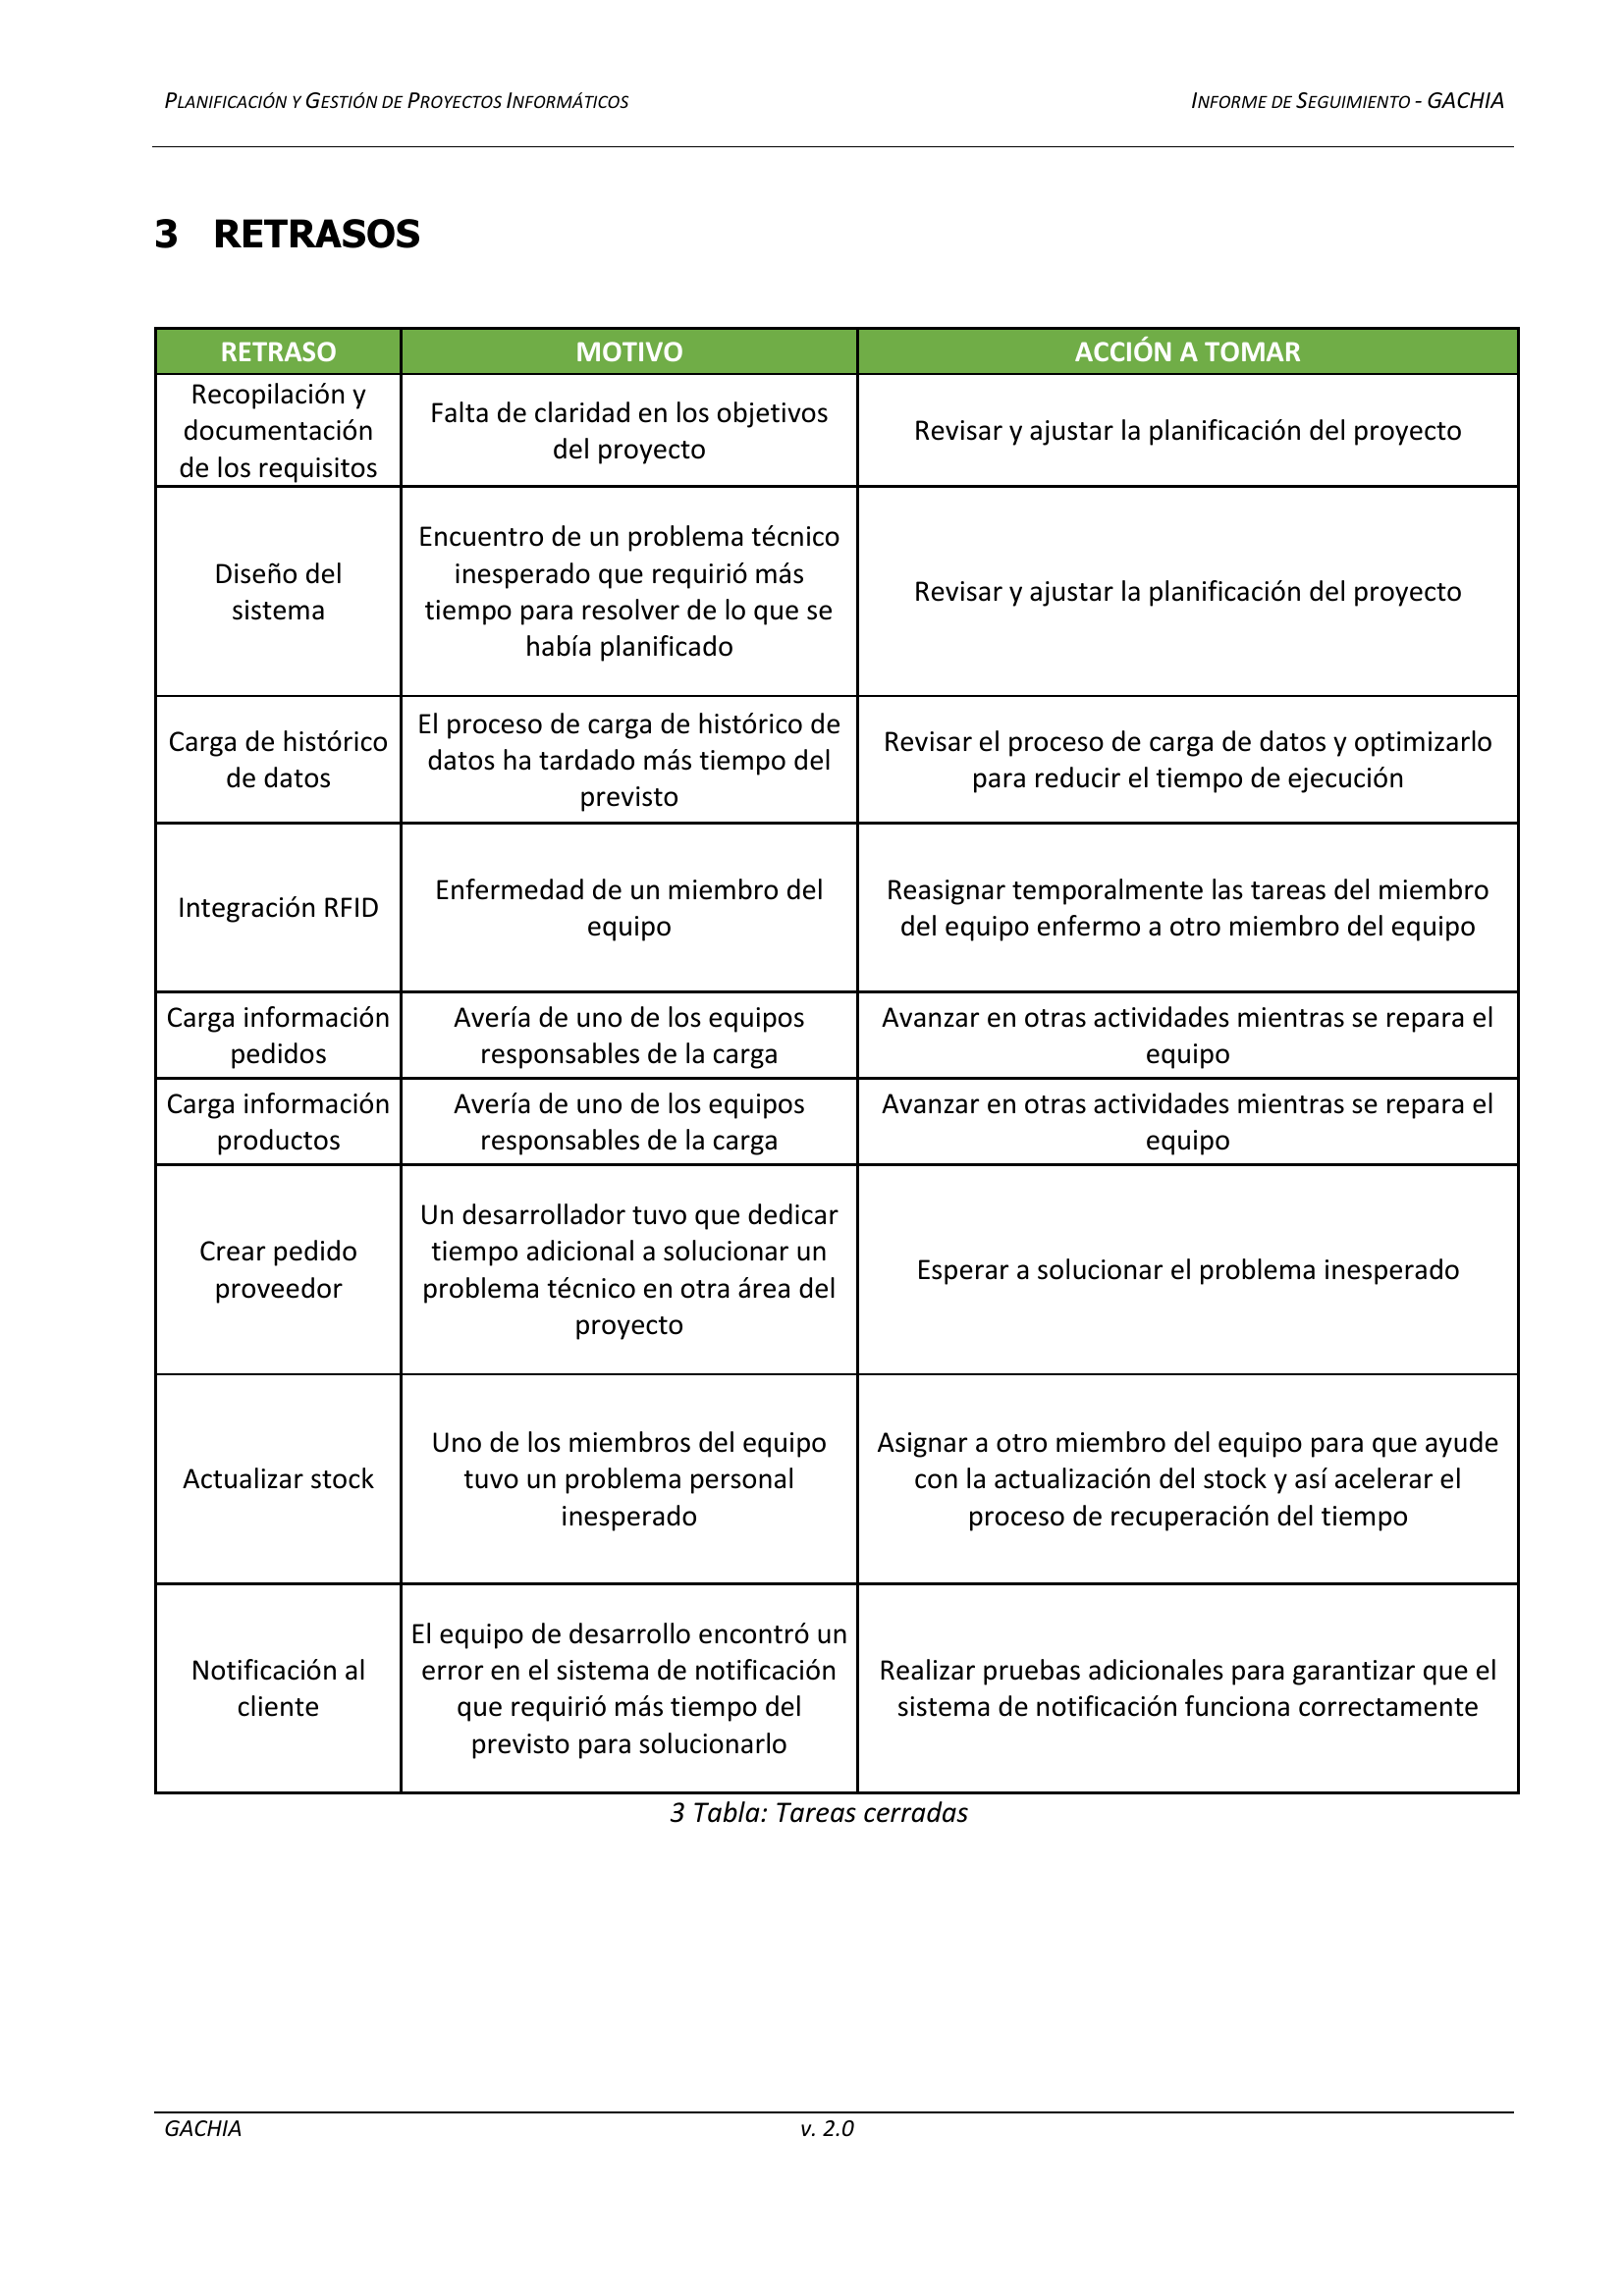 PLANIFICACIÓN Y GESTIÓN DE PROYECTOS INFORMÁTICOS INFORME DE SEGUIMIENTO - GACHIA
3 RETRASOS
RETRASO MOTIVO ACCIÓN A TOMAR
Recopilación y
documentación
de los requisitos
Falta de claridad en los objetivos
del proyecto
Revisar y ajustar la planificación del proyecto
Diseño del
sistema
Encuentro de un problema técnico
inesperado que requirió más
tiempo para resolver de lo que se
había planificado
Revisar y ajustar la planificación del proyecto
Carga de histórico
de datos
El proceso de carga de histórico de
datos ha tardado más tiempo del
previsto
Revisar el proceso de carga de datos y optimizarlo
para reducir el tiempo de ejecución
Integración RFID
Enfermedad de un miembro del
equipo
Reasignar temporalmente las tareas del miembro
del equipo enfermo a otro miembro del equipo
Carga información
pedidos
Avería de uno de los equipos
responsables de la carga
Avanzar en otras actividades mientras se repara el
equipo
Carga información
productos
Avería de uno de los equipos
responsables de la carga
Avanzar en otras actividades mientras se repara el
equipo
Crear pedido
proveedor
Un desarrollador tuvo que dedicar
tiempo adicional a solucionar un
problema técnico en otra área del
proyecto
Esperar a solucionar el problema inesperado
Actualizar stock
Uno de los miembros del equipo
tuvo un problema personal
inesperado
Asignar a otro miembro del equipo para que ayude
con la actualización del stock y así acelerar el
proceso de recuperación del tiempo
Notificación al
cliente
El equipo de desarrollo encontró un
error en el sistema de notificación
que requirió más tiempo del
previsto para solucionarlo
Realizar pruebas adicionales para garantizar que el
sistema de notificación funciona correctamente
3 Tabla: Tareas cerradas
GACHIA v. 2.0